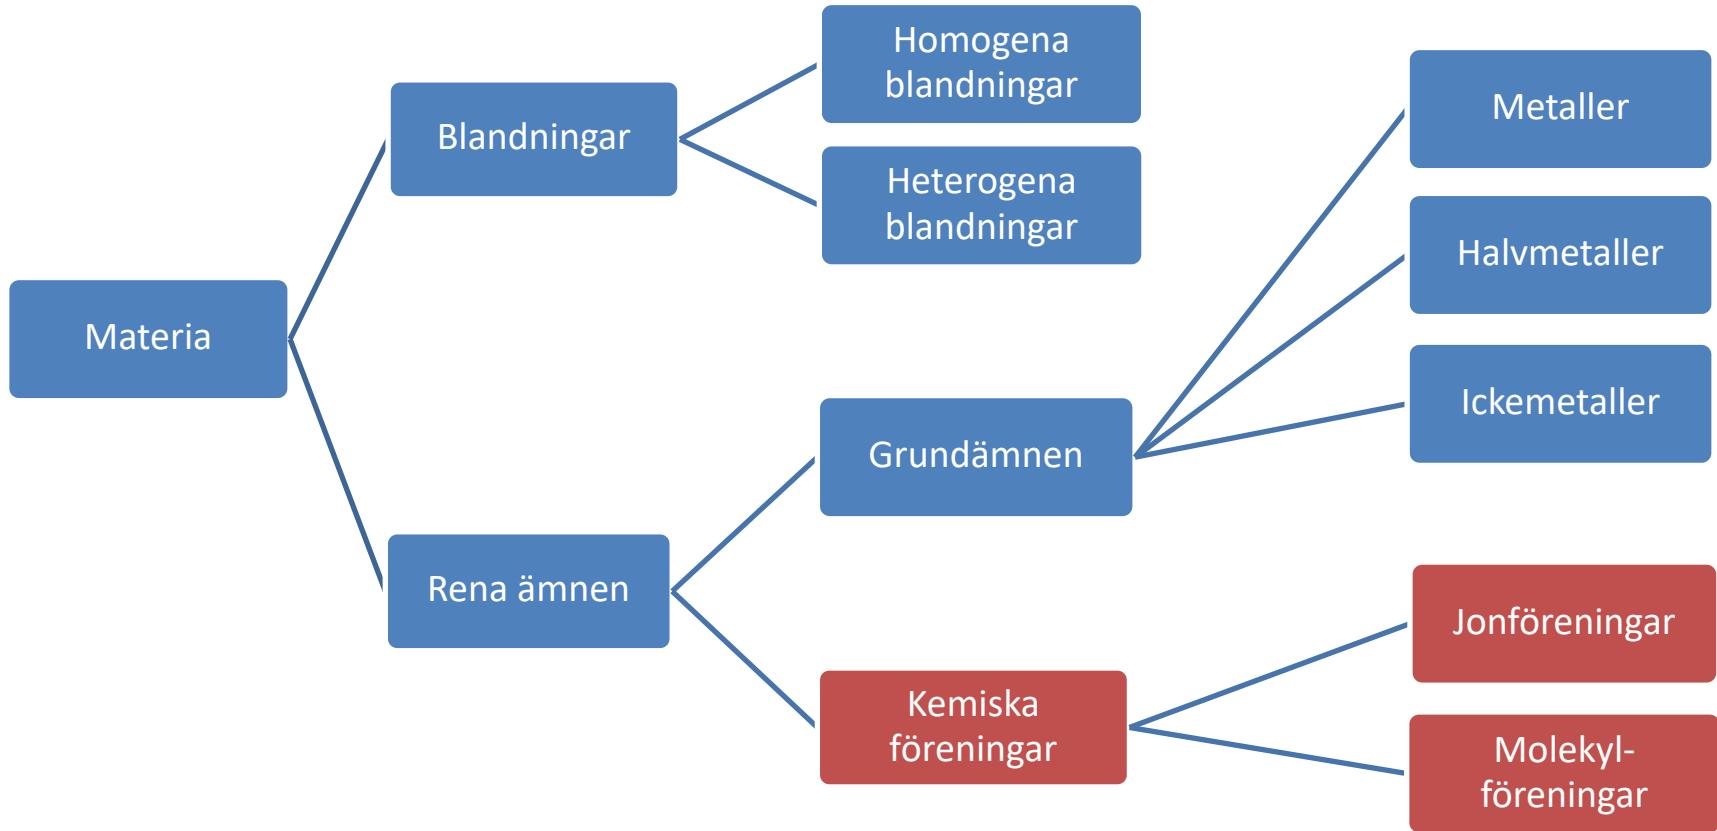 Materia
Blandningar
Rena ämnen
Homogena
blandningar
Heterogena
blandningar
Grundämnen
Kemiska
föreningar
Metaller
Halvmetaller
Ickemetaller
Jonföreningar
Molekyl-
föreningar